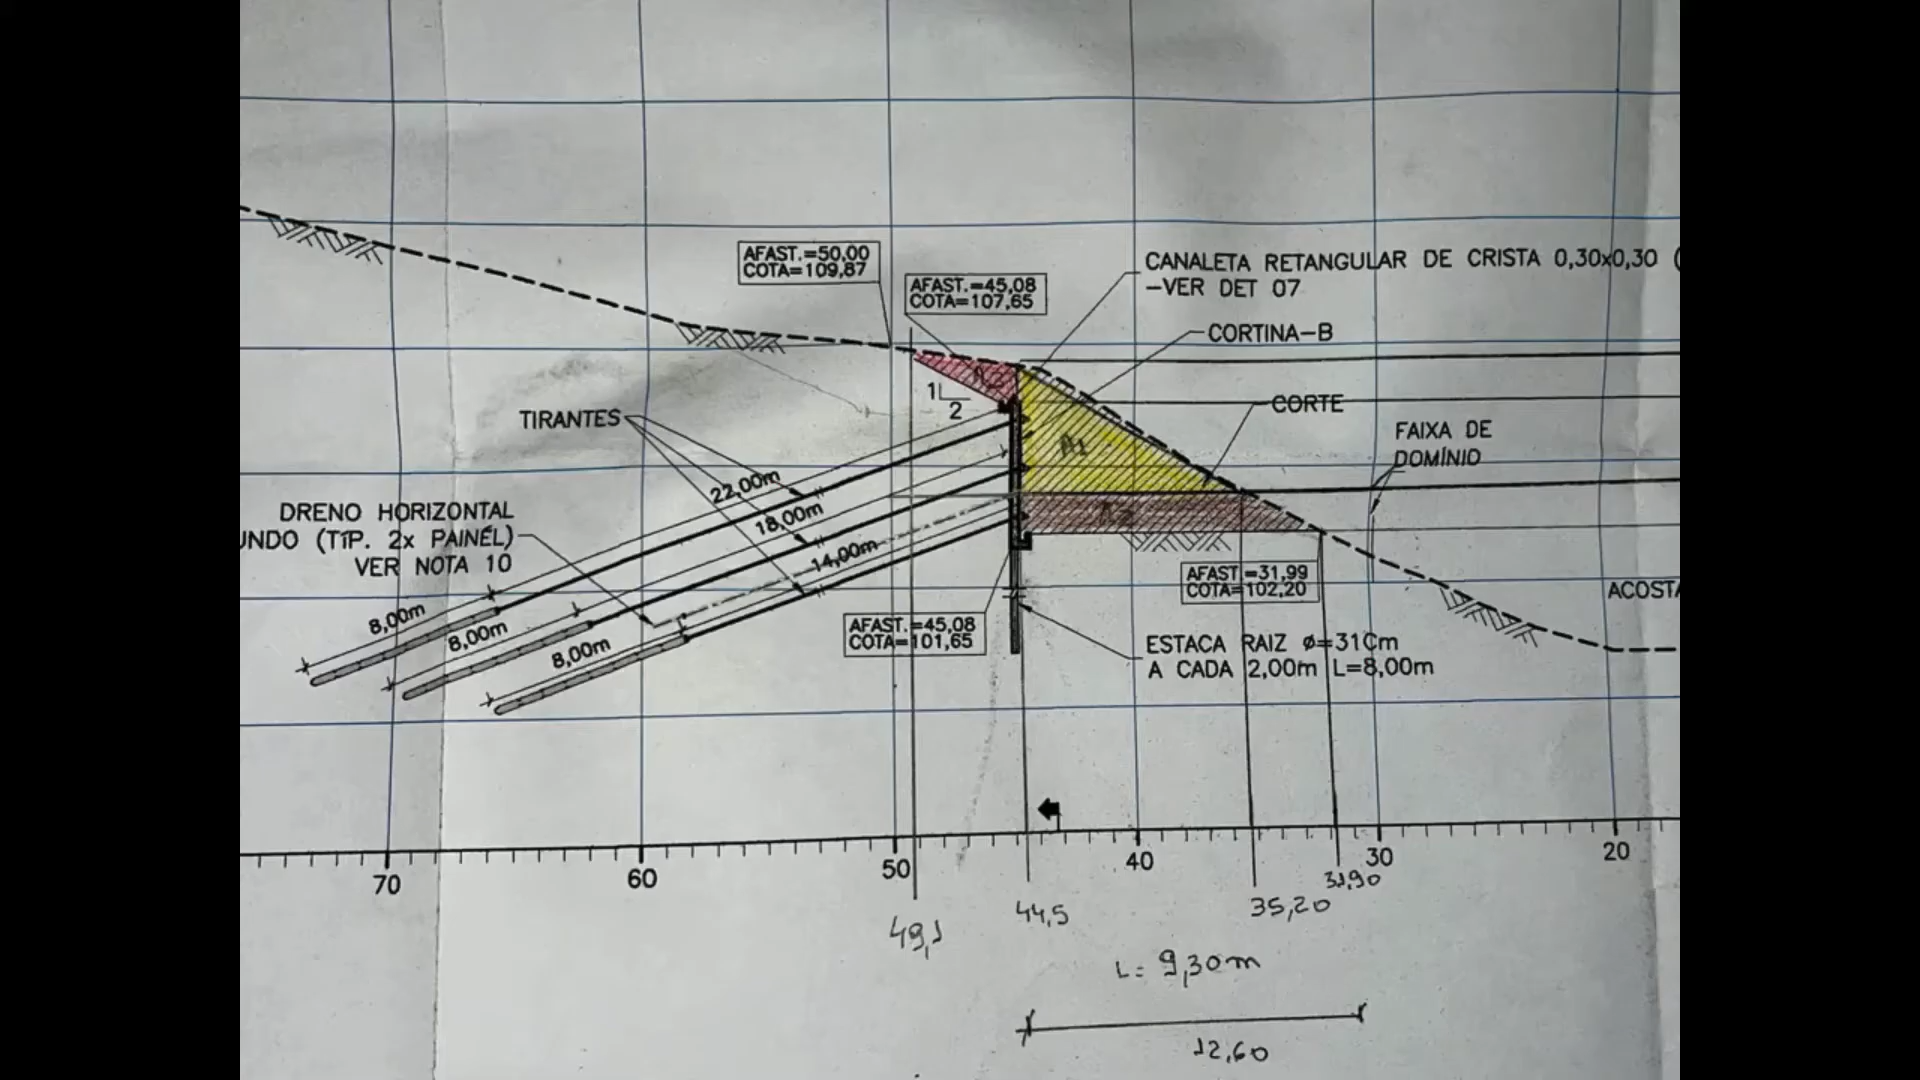 AFAST.=50,00
COTA=109,87
AFAST.=45,08
COTA=107,65
CANALETA RETANGULAR DE CRISTA 0,30x0,30 (
-VER DET 07
CORTINA-B
1
2
CORTE
TIRANTES
FAIXA DE
DOMÍNIO
A1
22,00m
18,00m
14,00m
DRENO HORIZONTAL
UNDO (TIP. 2x PAINÉL)
VER NOTA 10
8,00m
8,00m
8,00m
AFAST.=31,99
COTA=102,20
ACOSTA
AFAST.=45,08
COTA=101,65
ESTACA RAIZ ø=31Cm
A CADA 2,00m L=8,00m
70
60
50
40
30
20
49,1
44,5
35,20
31,90
L= 9,30m
12,60